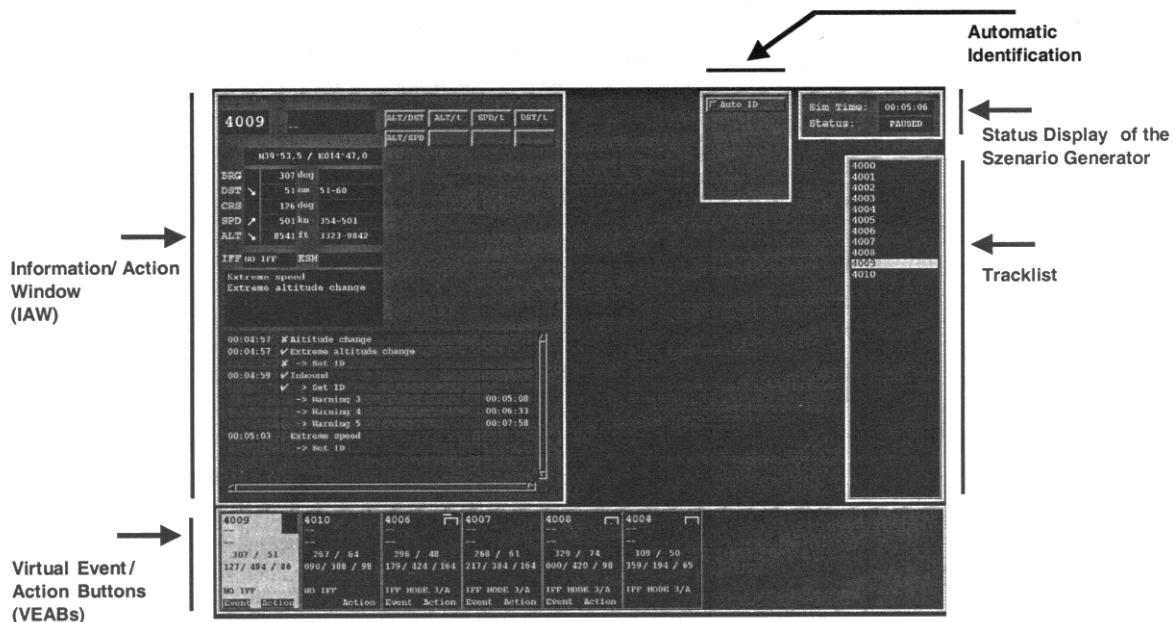 Automatic
Identification
4009
--
ALT/DST ALT/t SPD/t DST/t
ALT/SPD
N39°53,5 / E014°47,0
BRG 307 deg
DST ↘ 51 nm 51-60
CRS 126 deg
SPD ↗ 501 kn 354-501
ALT ↘ 8541 ft 3323-9842
IFF NO IFF ESM
Extreme speed
Extreme altitude change
00:04:57 ✘ Altitude change
00:04:57 ✔ Extreme altitude change
✘ -> Set ID
00:04:59 ✔ Inbound
✔ -> Set ID
-> Warning 3 00:05:08
-> Warning 4 00:06:33
-> Warning 5 00:07:58
00:05:03 Extreme speed
-> Set ID
Auto ID
Sim Time: 00:05:06
Status: PAUSED
Status Display of the
Szenario Generator
4000
4001
4002
4003
4004
4005
4006
4007
4008
4009
4010
Tracklist
Information/ Action
Window
(IAW)
4009
--
--
307 / 51
127/ 494 / 86
NO IFF
Event Action
4010
--
--
267 / 64
090/ 388 / 98
NO IFF
Action
4006
--
--
296 / 48
179/ 424 / 164
IFF MODE 3/A
Event Action
4007
--
--
268 / 61
217/ 384 / 164
IFF MODE 3/A
Event Action
4008
--
--
329 / 74
000/ 420 / 98
IFF MODE 3/A
Event Action
4004
--
--
309 / 50
359/ 194 / 65
IFF MODE 3/A
Virtual Event/
Action Buttons
(VEABs)